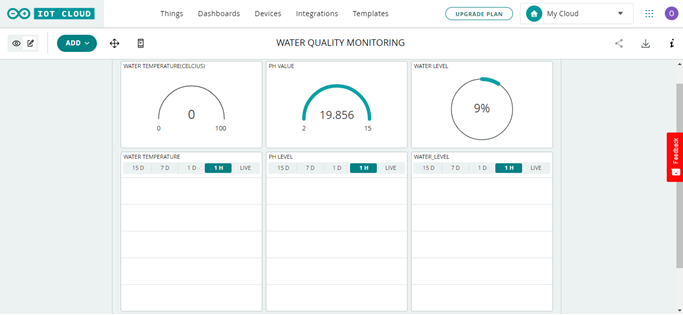 IOT CLOUD
Things Dashboards Devices Integrations Templates
UPGRADE PLAN
My Cloud
O
ADD
WATER QUALITY MONITORING
WATER TEMPERATURE(CELCIUS)
0
0 100
PH VALUE
19.856
2 15
WATER LEVEL
9%
WATER TEMPERATURE
15 D 7 D 1 D 1 H LIVE
PH LEVEL
15 D 7 D 1 D 1 H LIVE
WATER_LEVEL
15 D 7 D 1 D 1 H LIVE
Feedback